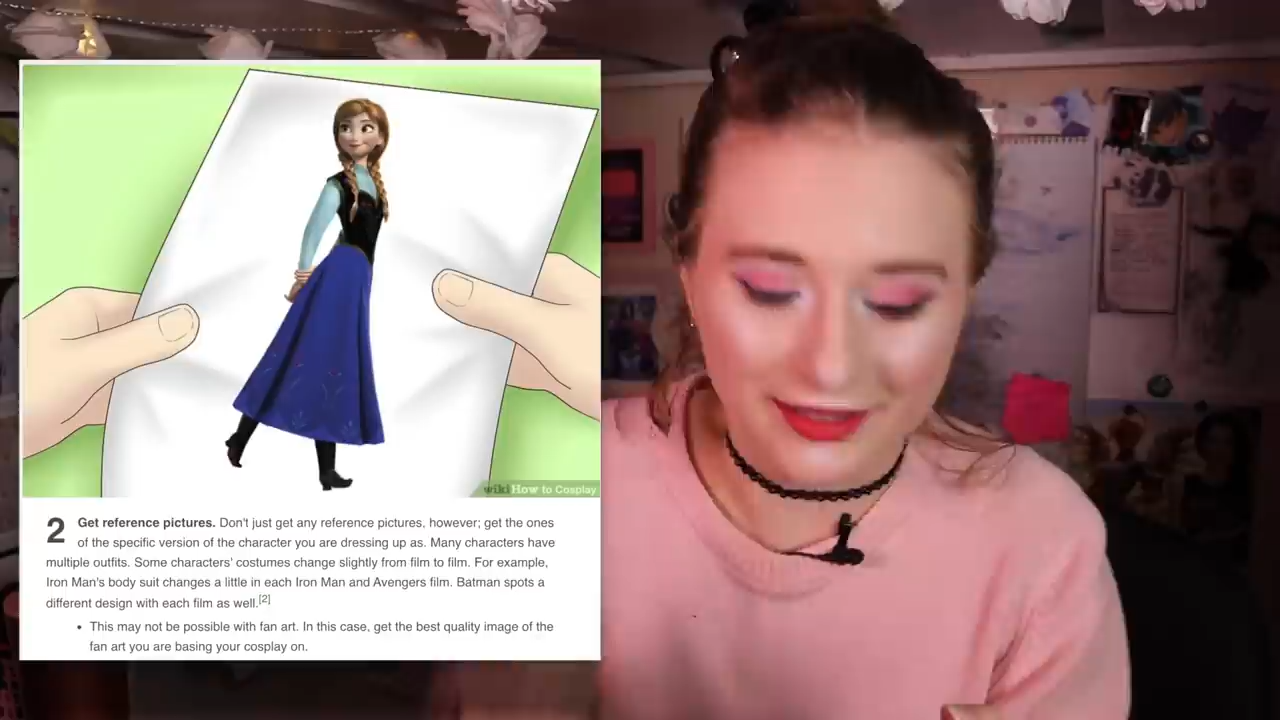 wikiHow to Cosplay
2 Get reference pictures. Don't just get any reference pictures, however; get the ones
of the specific version of the character you are dressing up as. Many characters have
multiple outfits. Some characters' costumes change slightly from film to film. For example,
Iron Man's body suit changes a little in each Iron Man and Avengers film. Batman spots a
different design with each film as well.[2]
• This may not be possible with fan art. In this case, get the best quality image of the
fan art you are basing your cosplay on.